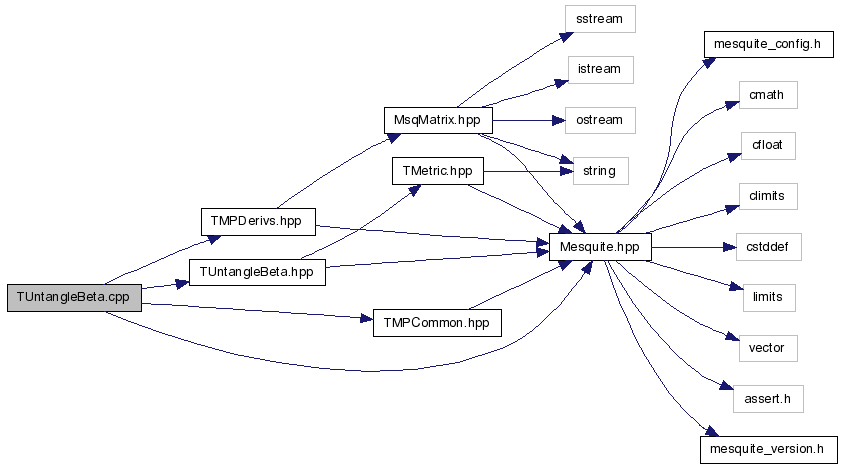 sstream
mesquite_config.h
istream
cmath
MsqMatrix.hpp
ostream
cfloat
TMetric.hpp
string
climits
TMPDerivs.hpp
Mesquite.hpp
cstddef
TUntangleBeta.hpp
TUntangleBeta.cpp
limits
TMPCommon.hpp
vector
assert.h
mesquite_version.h